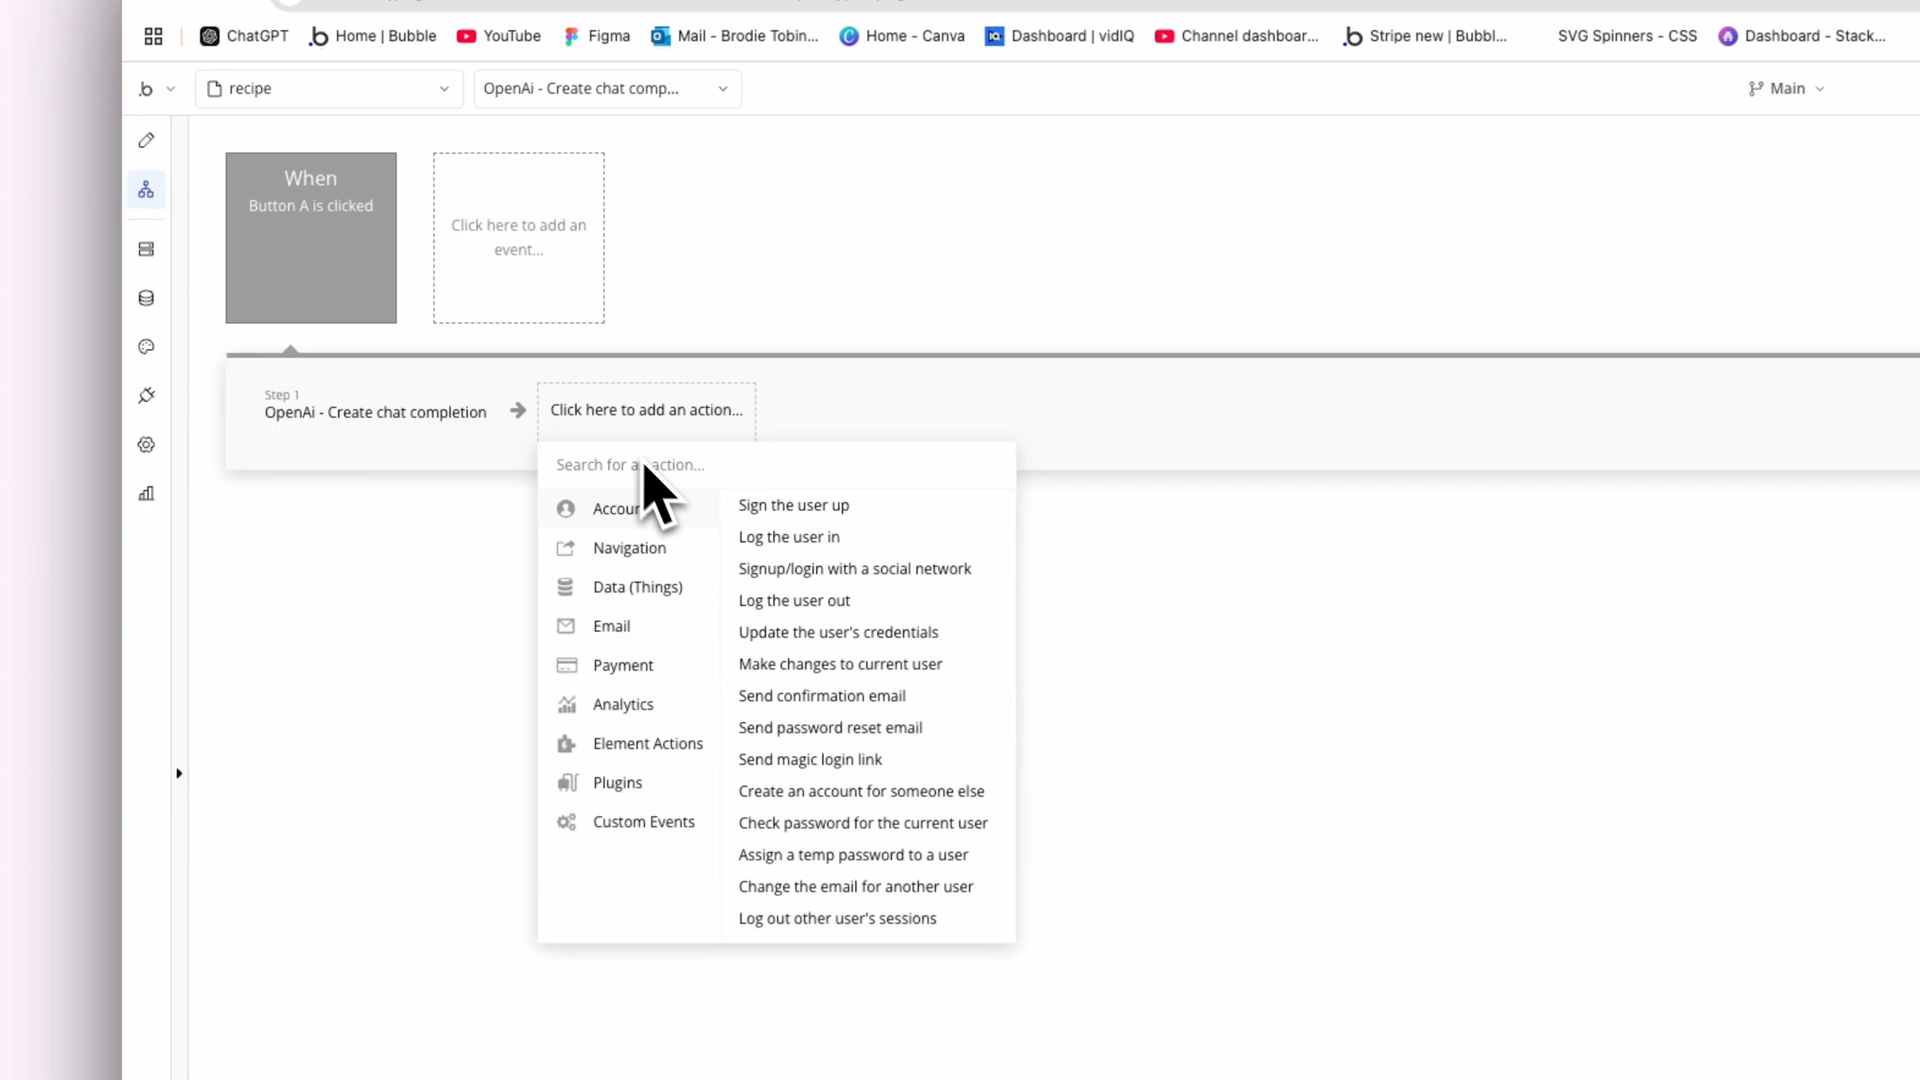 ChatGPT
Home | Bubble
YouTube
Figma
Mail - Brodie Tobin...
Home - Canva
Dashboard | vidIQ
Channel dashboar...
Stripe new | Bubbl...
SVG Spinners - CSS
Dashboard - Stack...
recipe
OpenAi - Create chat comp...
Main
When
Button A is clicked
Click here to add an
event...
Step 1
OpenAi - Create chat completion
Click here to add an action...
Search for action...
Navigation
Data (Things)
Email
Payment
Analytics
Element Actions
Plugins
Custom Events
Sign the user up
Log the user in
Signup/login with a social network
Log the user out
Update the user's credentials
Make changes to current user
Send confirmation email
Send password reset email
Send magic login link
Create an account for someone else
Check password for the current user
Assign a temp password to a user
Change the email for another user
Log out other user's sessions